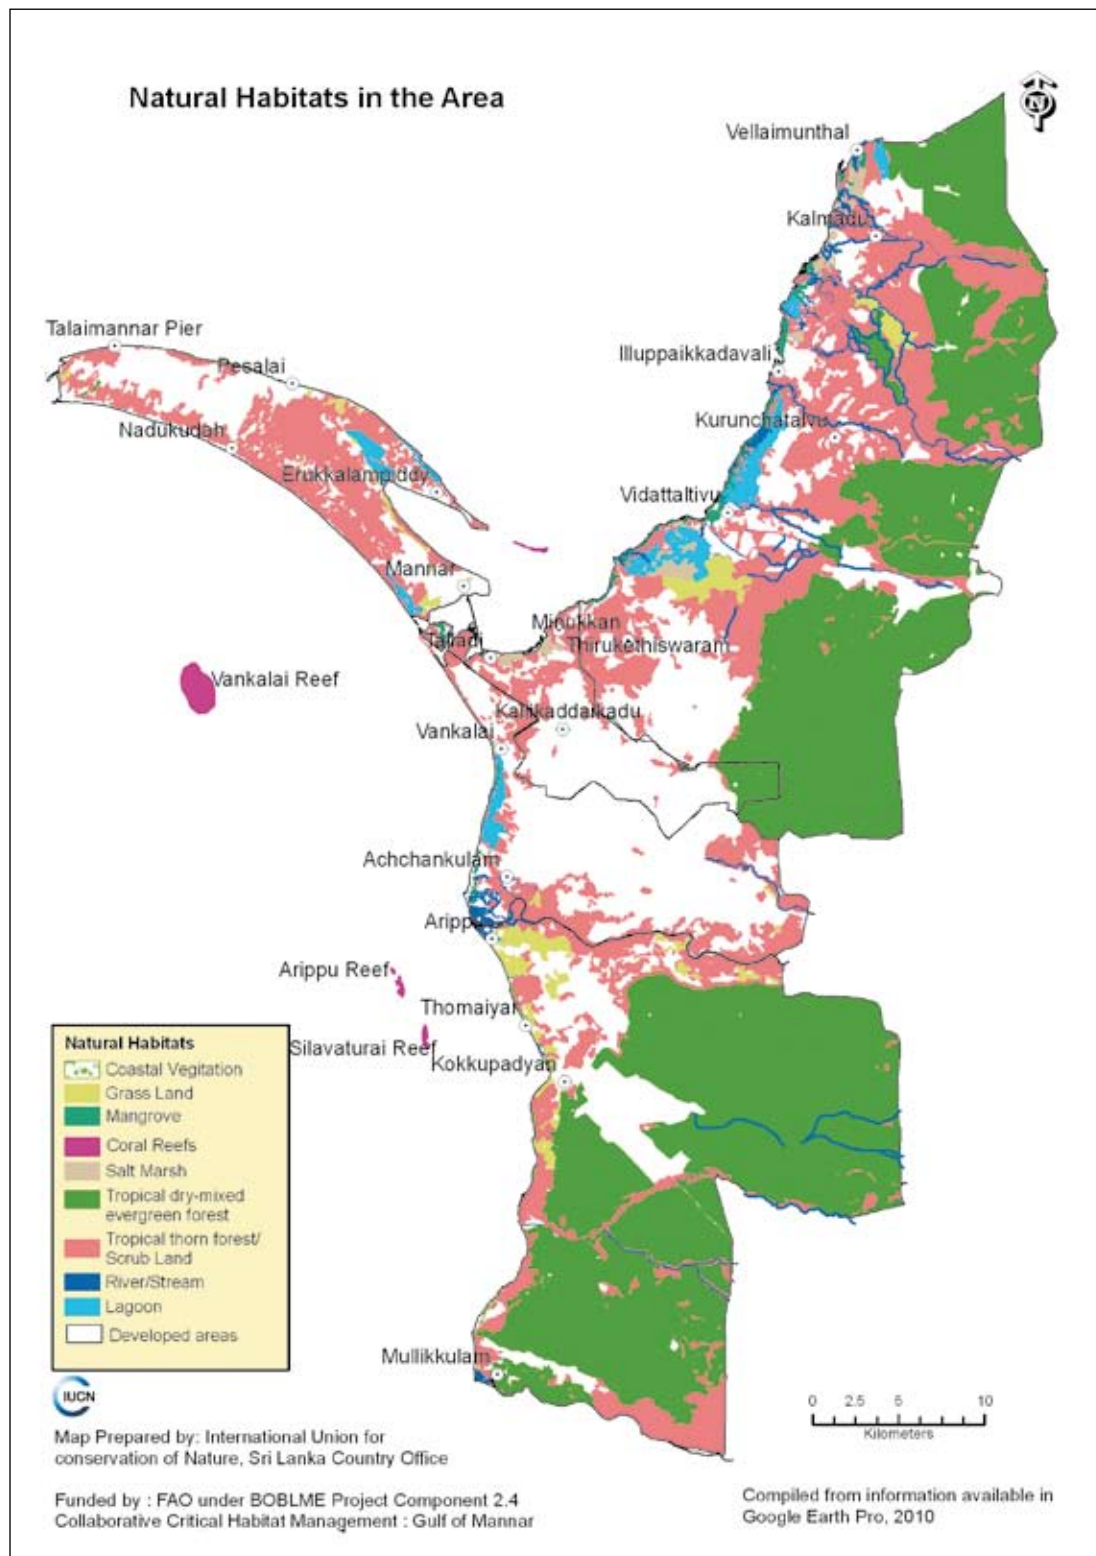 Natural Habitats in the Area
N
Vellaimunthal
Kalmadu
Talaimannar Pier
Illuppaikkadavali
Pesalai
Kurunchatalvu
Nadukudah
Erukkalampiddy
Vidattaltivu
Mannar
Minukkan
Talladi
Thirukethiswaram
Vankalai Reef
Kallikaddaikadu
Vankalai
Achchankulam
Arippu
Arippu Reef
Thomaiyar
Silavaturai Reef
Kokkupadyan
Mullikkulam
Natural Habitats
Coastal Vegitation
Grass Land
Mangrove
Coral Reefs
Salt Marsh
Tropical dry-mixed
evergreen forest
Tropical thorn forest/
Scrub Land
River/Stream
Lagoon
Developed areas
0 2.5 5 10
Kilometers
IUCN
Map Prepared by: International Union for
conservation of Nature, Sri Lanka Country Office
Funded by : FAO under BOBLME Project Component 2.4
Collaborative Critical Habitat Management : Gulf of Mannar
Compiled from information available in
Google Earth Pro, 2010